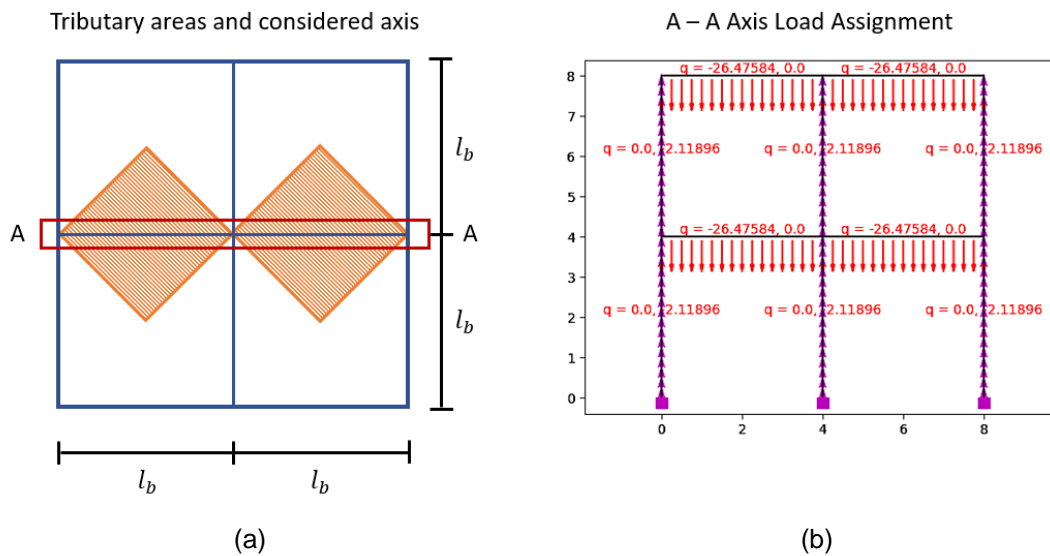 Tributary areas and considered axis
A
A
l_b
l_b
l_b
l_b
(a)
A – A Axis Load Assignment
q = -26.47584, 0.0
q = -26.47584, 0.0
q = 0.0, 2.11896
q = 0.0, 2.11896
q = 0.0, 2.11896
q = -26.47584, 0.0
q = -26.47584, 0.0
q = 0.0, 2.11896
q = 0.0, 2.11896
q = 0.0, 2.11896
8
7
6
5
4
3
2
1
0
0
2
4
6
8
(b)